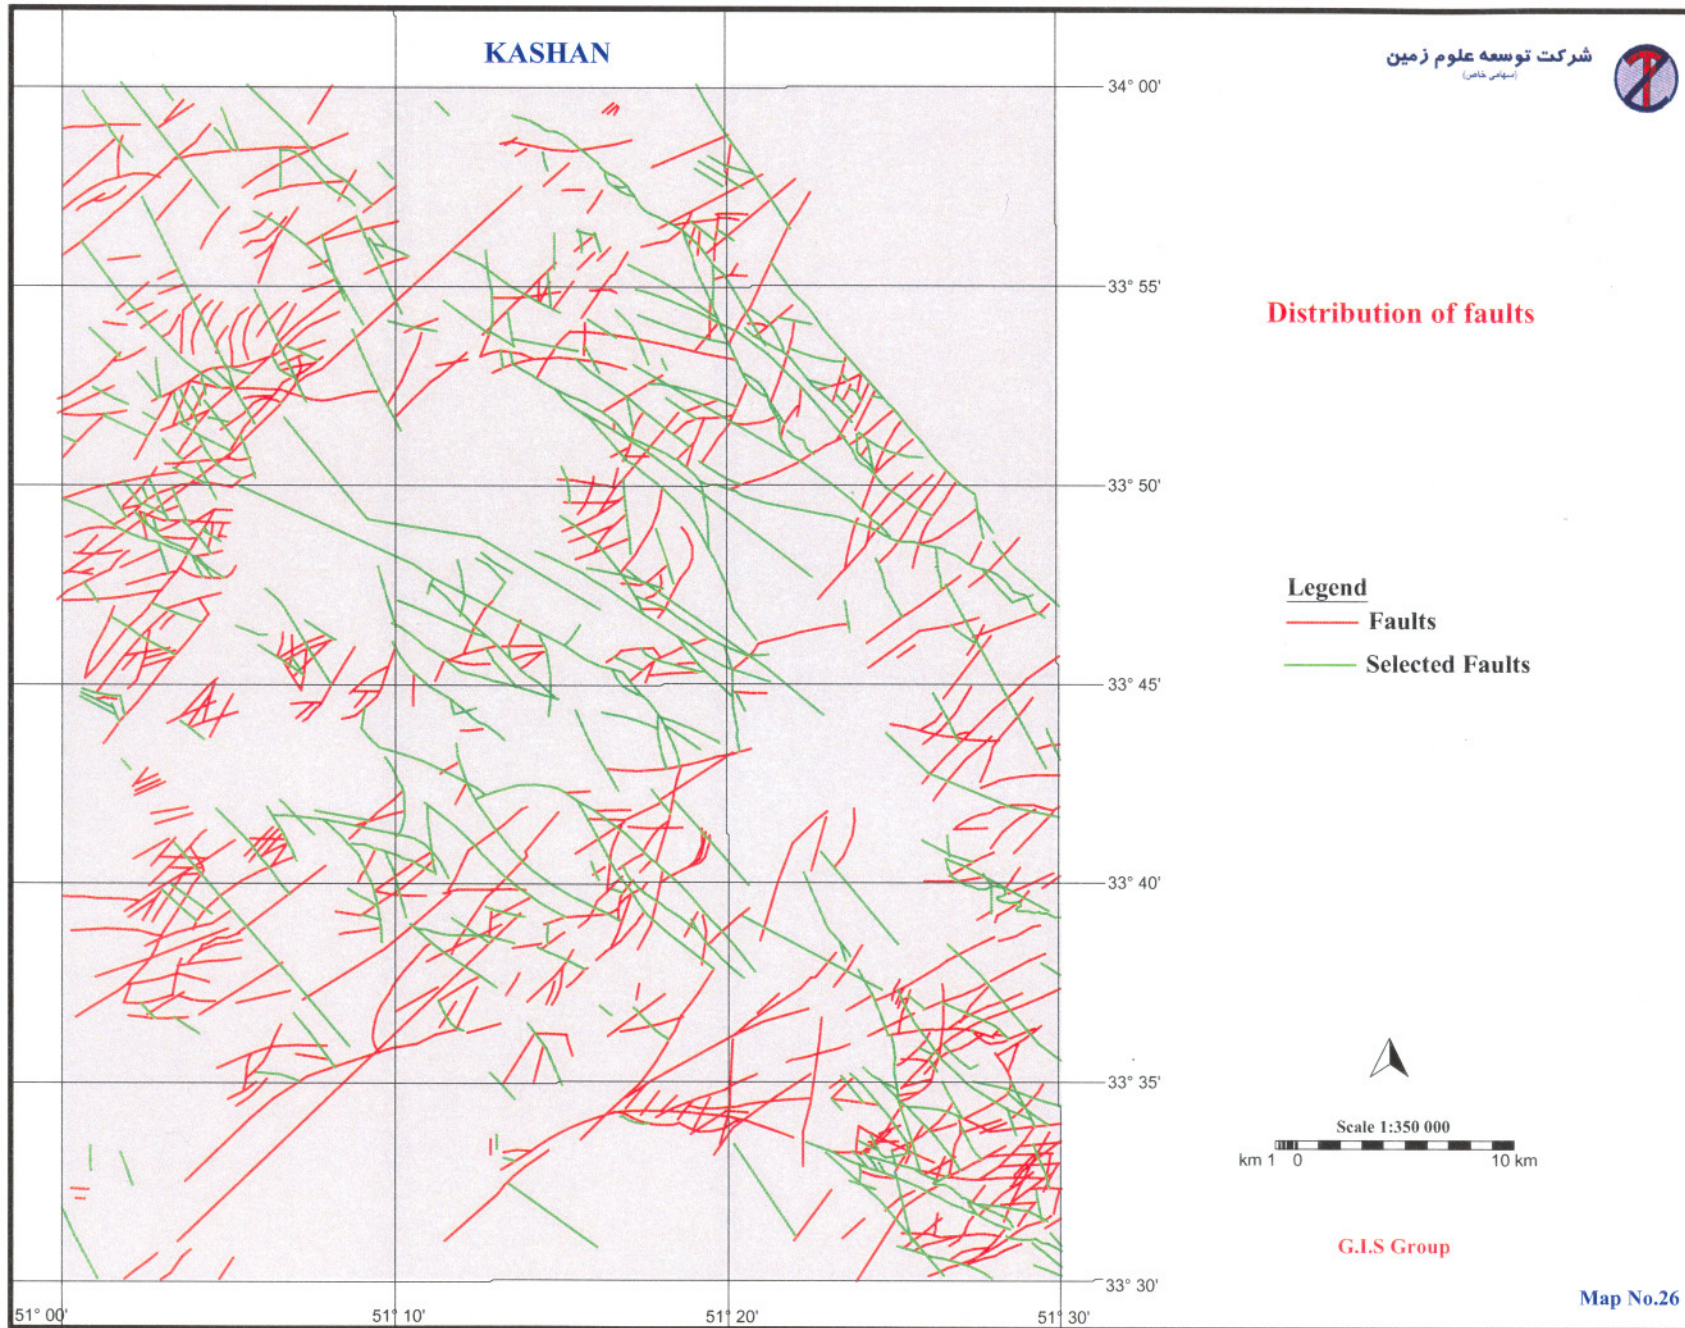 KASHAN
شرکت توسعه علوم زمین
(سهامی خاص)
34° 00'
33° 55'
Distribution of faults
33° 50'
Legend
Faults
Selected Faults
33° 45'
33° 40'
33° 35'
Scale 1:350 000
km 1 0 10 km
G.I.S Group
33° 30'
Map No.26
51° 00' 51° 10' 51° 20' 51° 30'